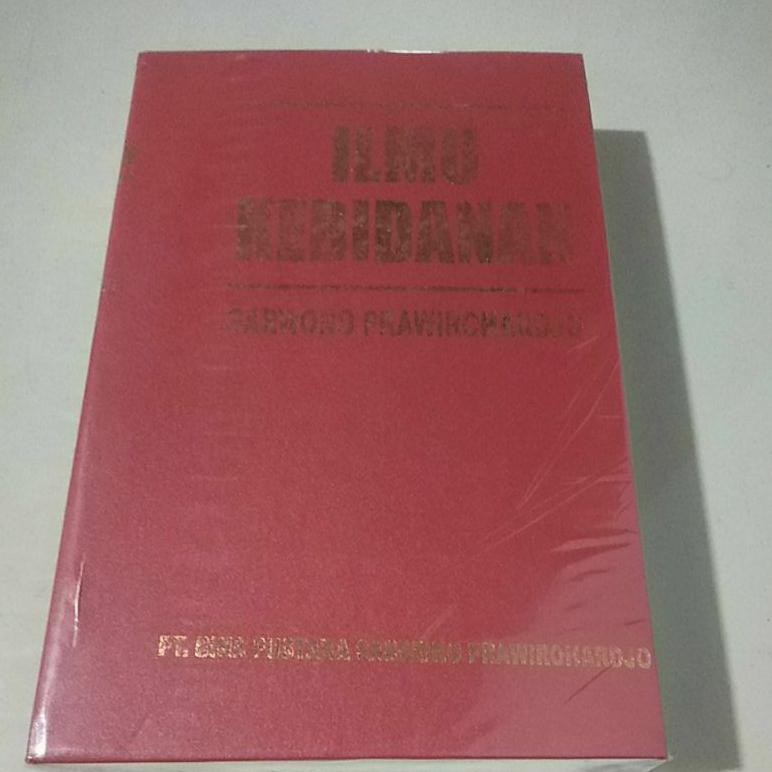 ILMU
KEBIDANAN
SARWONO PRAWIROHARDJO
PT. BINA PUSTAKA SARWONO PRAWIROHARDJO